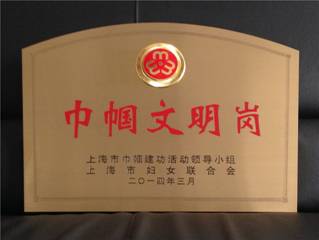 巾帼文明岗
上海市巾帼建功活动领导小组
上海市妇女联合会
二〇一四年三月